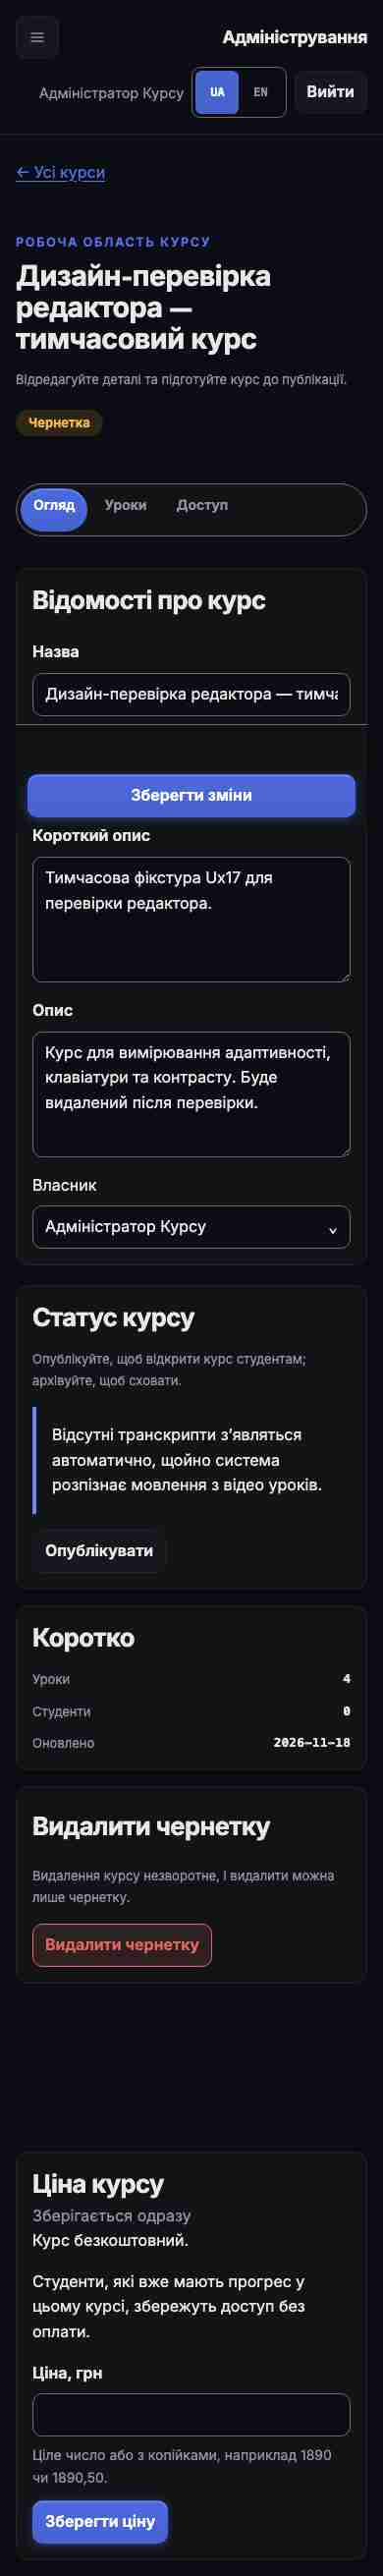 Адміністрування
Адміністратор Курсу
UA
EN
Вийти
← Усі курси
РОБОЧА ОБЛАСТЬ КУРСУ
Дизайн-перевірка
редактора —
тимчасовий курс
Відредагуйте деталі та підготуйте курс до публікації.
Чернетка
Огляд
Уроки
Доступ
Відомості про курс
Назва
Дизайн-перевірка редактора — тимча
Зберегти зміни
Короткий опис
Тимчасова фікстура Ux17 для
перевірки редактора.
Опис
Курс для вимірювання адаптивності,
клавіатури та контрасту. Буде
видалений після перевірки.
Власник
Адміністратор Курсу
Статус курсу
Опублікуйте, щоб відкрити курс студентам;
архівуйте, щоб сховати.
Відсутні транскрипти з’являться
автоматично, щойно система
розпізнає мовлення з відео уроків.
Опублікувати
Коротко
Уроки 4
Студенти 0
Оновлено 2026-11-18
Видалити чернетку
Видалення курсу незворотне, і видалити можна
лише чернетку.
Видалити чернетку
Ціна курсу
Зберігається одразу
Курс безкоштовний.
Студенти, які вже мають прогрес у
цьому курсі, збережуть доступ без
оплати.
Ціна, грн
Ціле число або з копійками, наприклад 1890
чи 1890,50.
Зберегти ціну